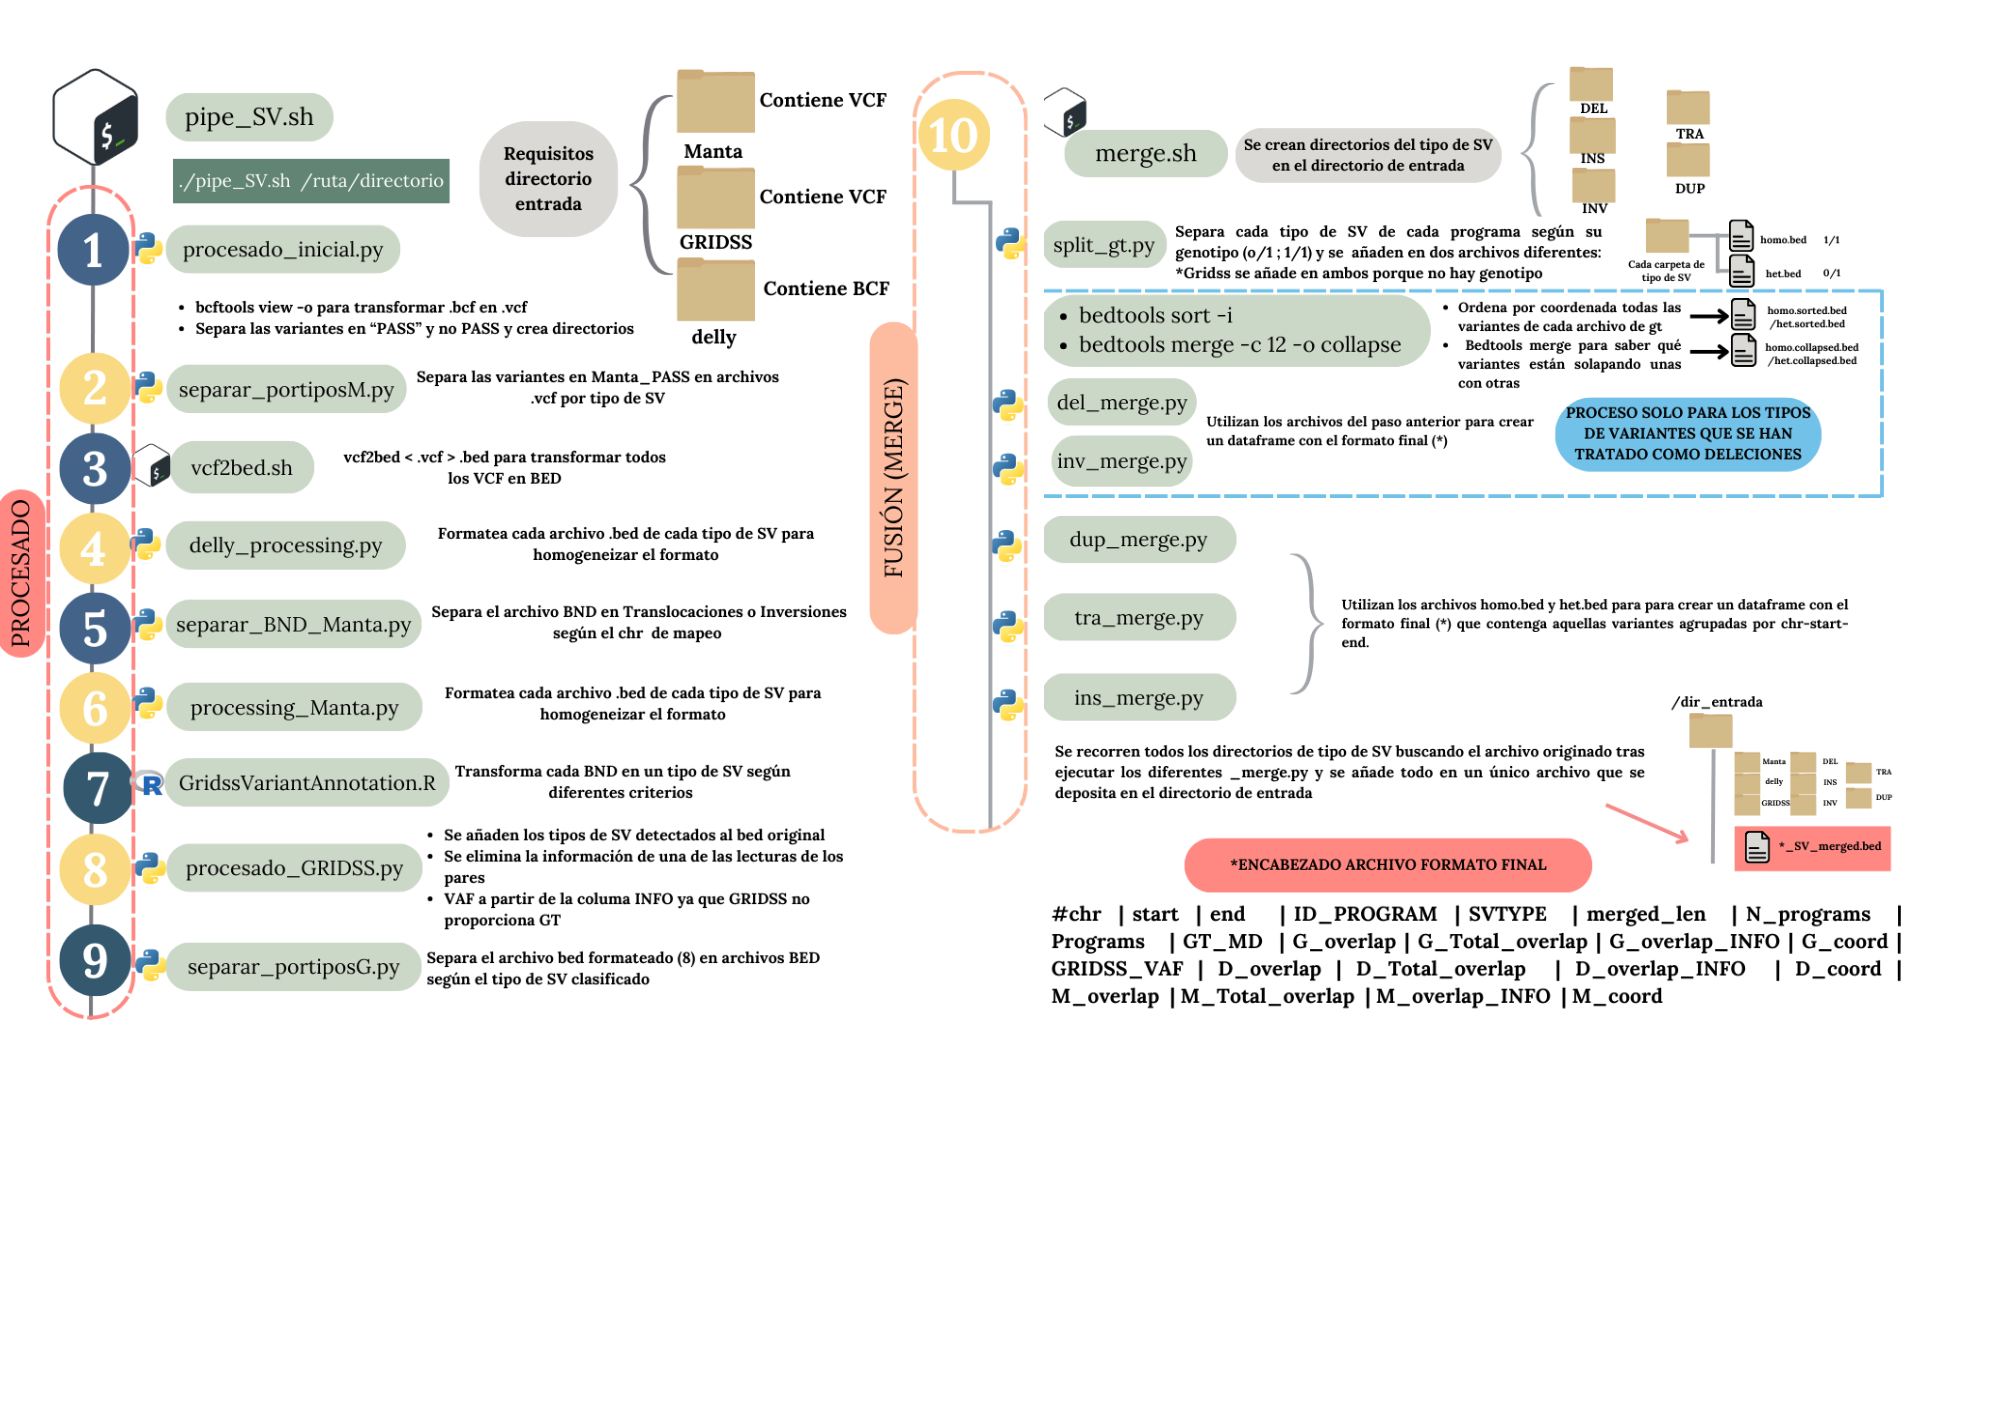 pipe_SV.sh
./pipe_SV.sh /ruta/directorio
Requisitos
directorio
entrada
Contiene VCF
Manta
Contiene VCF
GRIDSS
Contiene BCF
delly
PROCESADO
1
procesado_inicial.py
• bcftools view -o para transformar .bcf en .vcf
• Separa las variantes en “PASS” y no PASS y crea directorios
2
separar_portiposM.py
Separa las variantes en Manta_PASS en archivos
.vcf por tipo de SV
3
vcf2bed.sh
vcf2bed < .vcf > .bed para transformar todos
los VCF en BED
4
delly_processing.py
Formatea cada archivo .bed de cada tipo de SV para
homogeneizar el formato
5
separar_BND_Manta.py
Separa el archivo BND en Translocaciones o Inversiones
según el chr de mapeo
6
processing_Manta.py
Formatea cada archivo .bed de cada tipo de SV para
homogeneizar el formato
7
GridssVariantAnnotation.R
Transforma cada BND en un tipo de SV según
diferentes criterios
8
procesado_GRIDSS.py
• Se añaden los tipos de SV detectados al bed original
• Se elimina la información de una de las lecturas de los
pares
• VAF a partir de la columa INFO ya que GRIDSS no
proporciona GT
9
separar_portiposG.py
Separa el archivo bed formateado (8) en archivos BED
según el tipo de SV clasificado
FUSIÓN (MERGE)
10
merge.sh
Se crean directorios del tipo de SV
en el directorio de entrada
DEL
INS
INV
TRA
DUP
split_gt.py
Separa cada tipo de SV de cada programa según su
genotipo (0/1 ; 1/1) y se añaden en dos archivos diferentes:
*Gridss se añade en ambos porque no hay genotipo
Cada carpeta de
tipo de SV
homo.bed 1/1
het.bed 0/1
• bedtools sort -i
• bedtools merge -c 12 -o collapse
• Ordena por coordenada todas las
variantes de cada archivo de gt
• Bedtools merge para saber qué
variantes están solapando unas
con otras
homo.sorted.bed
/het.sorted.bed
homo.collapsed.bed
/het.collapsed.bed
del_merge.py
inv_merge.py
Utilizan los archivos del paso anterior para crear
un dataframe con el formato final (*)
PROCESO SOLO PARA LOS TIPOS
DE VARIANTES QUE SE HAN
TRATADO COMO DELECIONES
dup_merge.py
tra_merge.py
ins_merge.py
Utilizan los archivos homo.bed y het.bed para para crear un dataframe con el
formato final (*) que contenga aquellas variantes agrupadas por chr-start-
end.
Se recorren todos los directorios de tipo de SV buscando el archivo originado tras
ejecutar los diferentes _merge.py y se añade todo en un único archivo que se
deposita en el directorio de entrada
/dir_entrada
Manta
delly
GRIDSS
DEL
INS
INV
TRA
DUP
*_SV_merged.bed
*ENCABEZADO ARCHIVO FORMATO FINAL
#chr | start | end | ID_PROGRAM | SVTYPE | merged_len | N_programs |
Programs | GT_MD | G_overlap | G_Total_overlap | G_overlap_INFO | G_coord |
GRIDSS_VAF | D_overlap | D_Total_overlap | D_overlap_INFO | D_coord |
M_overlap | M_Total_overlap | M_overlap_INFO | M_coord